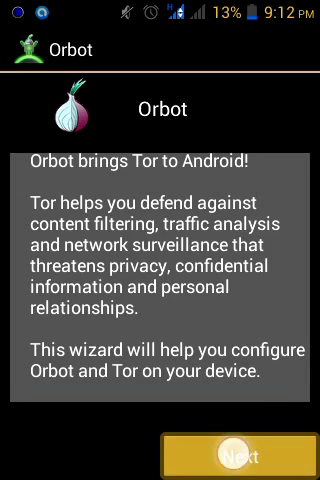 H
13% 9:12 PM
Orbot
Orbot
Orbot brings Tor to Android!
Tor helps you defend against
content filtering, traffic analysis
and network surveillance that
threatens privacy, confidential
information and personal
relationships.
This wizard will help you configure
Orbot and Tor on your device.
Next